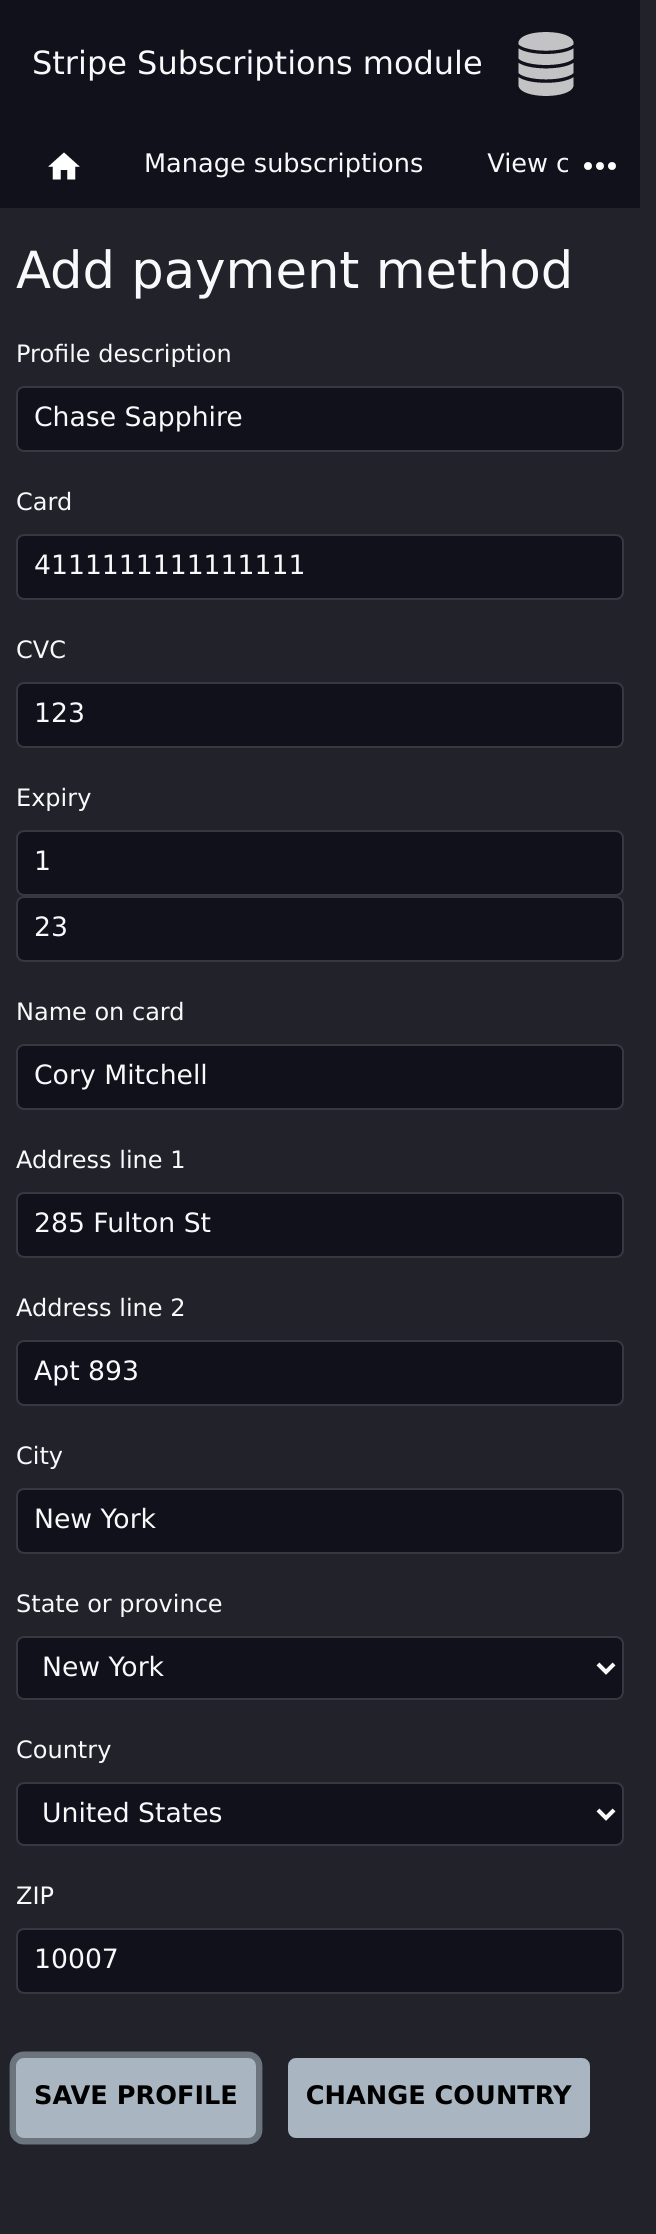 Stripe Subscriptions module
Manage subscriptions View c
Add payment method
Profile description
Chase Sapphire
Card
4111111111111111
CVC
123
Expiry
1
23
Name on card
Cory Mitchell
Address line 1
285 Fulton St
Address line 2
Apt 893
City
New York
State or province
New York
Country
United States
ZIP
10007
SAVE PROFILE CHANGE COUNTRY